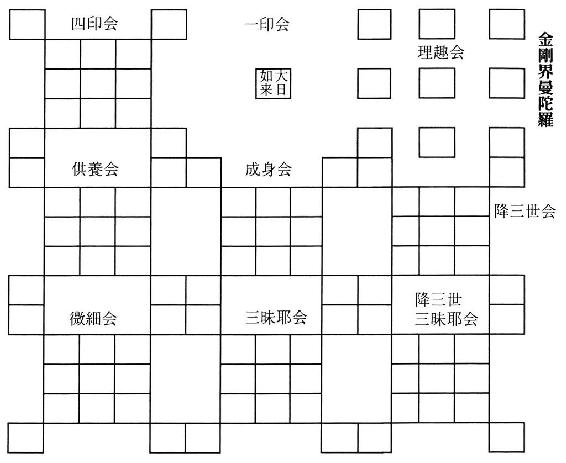 金剛界曼陀羅
四印会
一印会
理趣会
大日
如来
供養会
成身会
降三世会
微細会
三昧耶会
降三世
三昧耶会